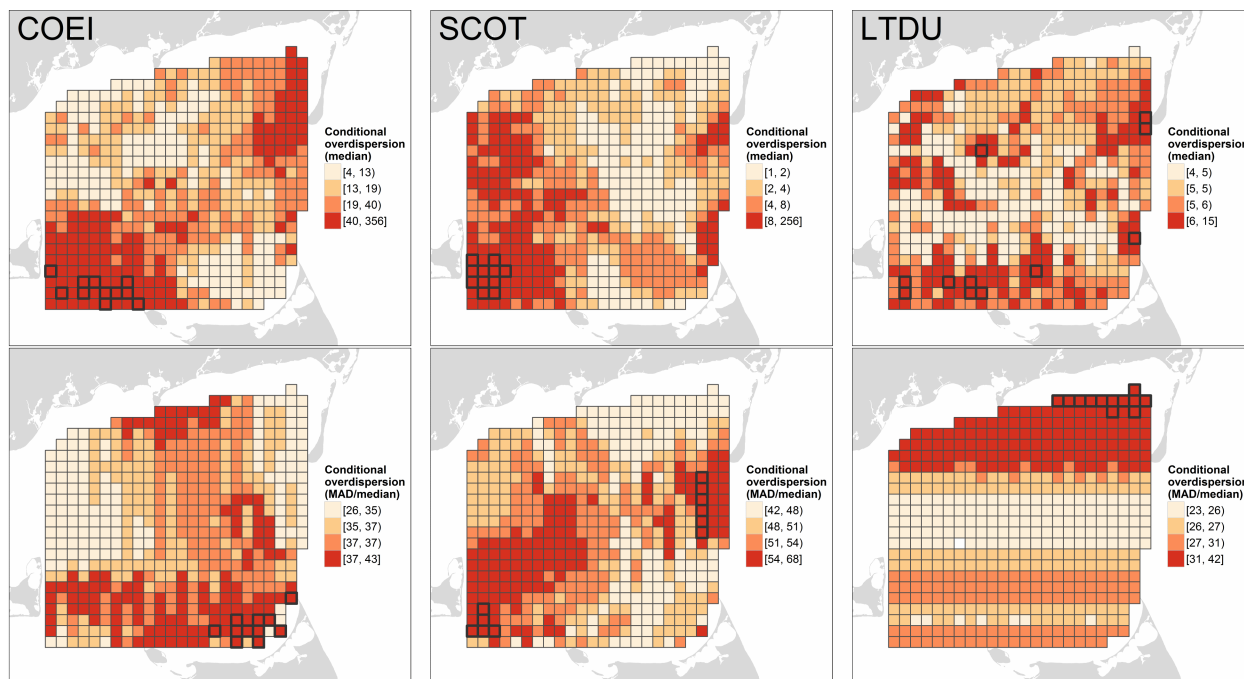 COEI
Conditional
overdispersion
(median)
[4, 13)
[13, 19)
[19, 40)
[40, 356]
SCOT
Conditional
overdispersion
(median)
[1, 2)
[2, 4)
[4, 8)
[8, 256]
LTDU
Conditional
overdispersion
(median)
[4, 5)
[5, 5)
[5, 6)
[6, 15]
Conditional
overdispersion
(MAD/median)
[26, 35)
[35, 37)
[37, 37)
[37, 43]
Conditional
overdispersion
(MAD/median)
[42, 48)
[48, 51)
[51, 54)
[54, 68]
Conditional
overdispersion
(MAD/median)
[23, 26)
[26, 27)
[27, 31)
[31, 42]